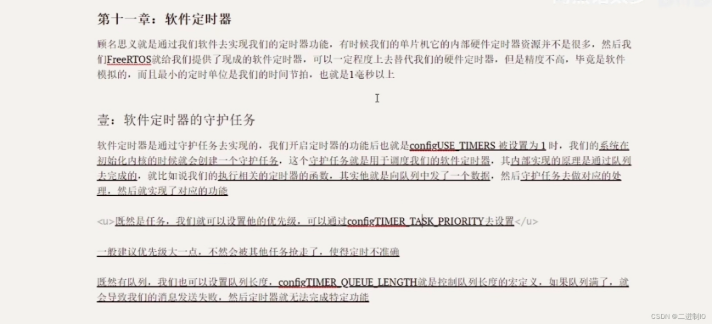 第十一章：软件定时器
顾名思义就是通过我们软件去实现我们的定时器功能，有时候我们的单片机它的内部硬件定时器资源并不是很多，然后我
们FreeRTOS就给我们提供了现成的软件定时器，可以一定程度上去替代我们的硬件定时器，但是精度不高，毕竟是软件
模拟的，而且最小的定时单位是我们的时间节拍，也就是1毫秒以上
壹：软件定时器的守护任务
软件定时器是通过守护任务去实现的，我们开启定时器的功能后也就是configUSE_TIMERS 被设置为 1 时，我们的系统在
初始化内核的时候就会创建一个守护任务，这个守护任务就是用于调度我们的软件定时器，其内部实现的原理是通过队列
去完成的，就比如说我们的执行相关的定时器的函数，其实他就是向队列中发了一个数据，然后守护任务去做对应的处
理，然后就实现了对应的功能
<u>既然是任务，我们就可以设置他的优先级，可以通过configTIMER_TASK_PRIORITY去设置</u>
一般建议优先级大一点，不然会被其他任务抢走了，使得定时不准确
既然有队列，我们也可以设置队列长度，configTIMER_QUEUE_LENGTH就是控制队列长度的宏定义，如果队列满了，就
会导致我们的消息发送失败，然后定时器就无法完成特定功能
CSDN @二进制IO